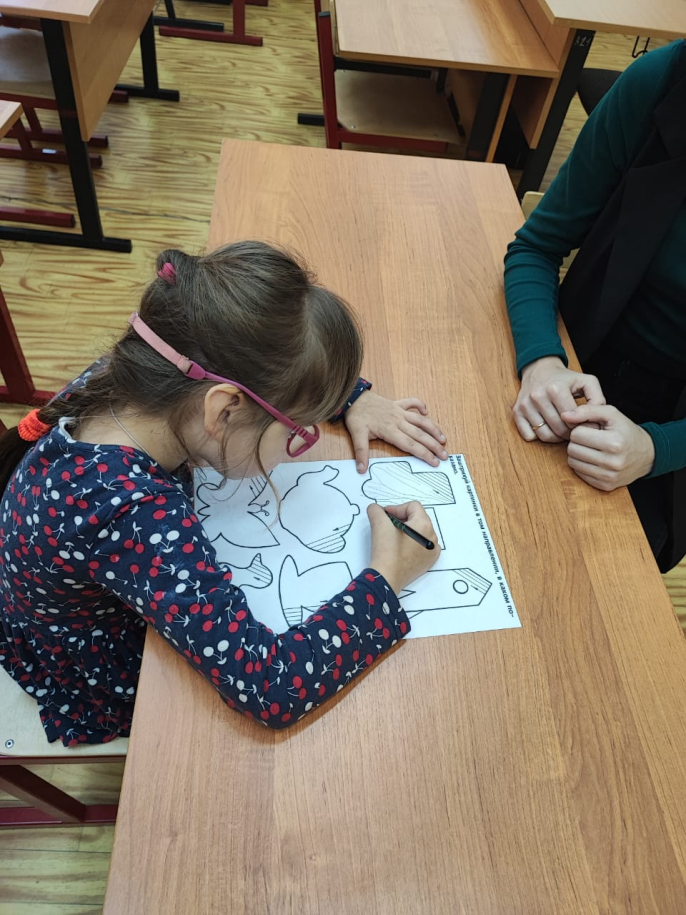 Заштрихуй картинки в том направлении, в каком по-
казано.